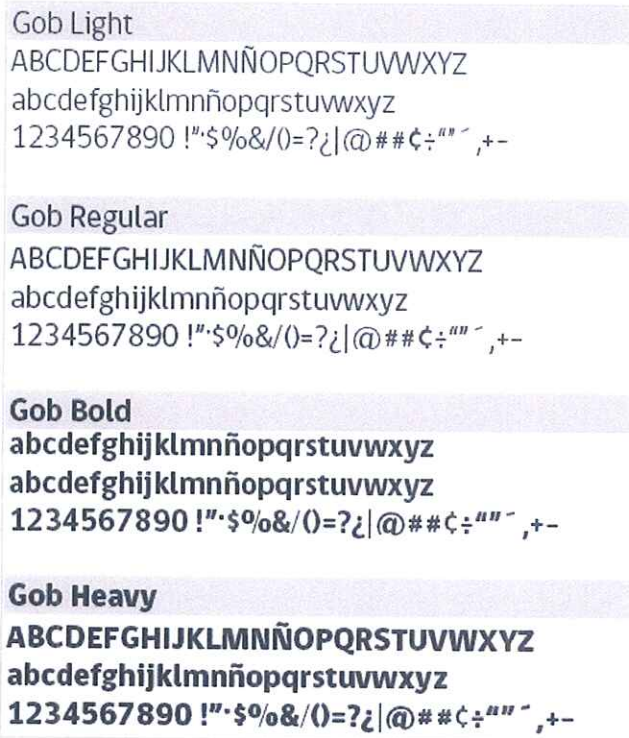 Gob Light
ABCDEFGHIJKLMNÑOPQRSTUVWXYZ
abcdefghijklmnñopqrstuvwxyz
1234567890 !"·$%&/()=?¿|@##¢÷“”´ ,+-
Gob Regular
ABCDEFGHIJKLMNÑOPQRSTUVWXYZ
abcdefghijklmnñopqrstuvwxyz
1234567890 !"·$%&/()=?¿|@##¢÷“”´ ,+-
Gob Bold
abcdefghijklmnñopqrstuvwxyz
abcdefghijklmnñopqrstuvwxyz
1234567890 !"·$%&/()=?¿|@##¢÷“”´ ,+-
Gob Heavy
ABCDEFGHIJKLMNÑOPQRSTUVWXYZ
abcdefghijklmnñopqrstuvwxyz
1234567890 !"·$%&/()=?¿|@##¢÷“”´ ,+-